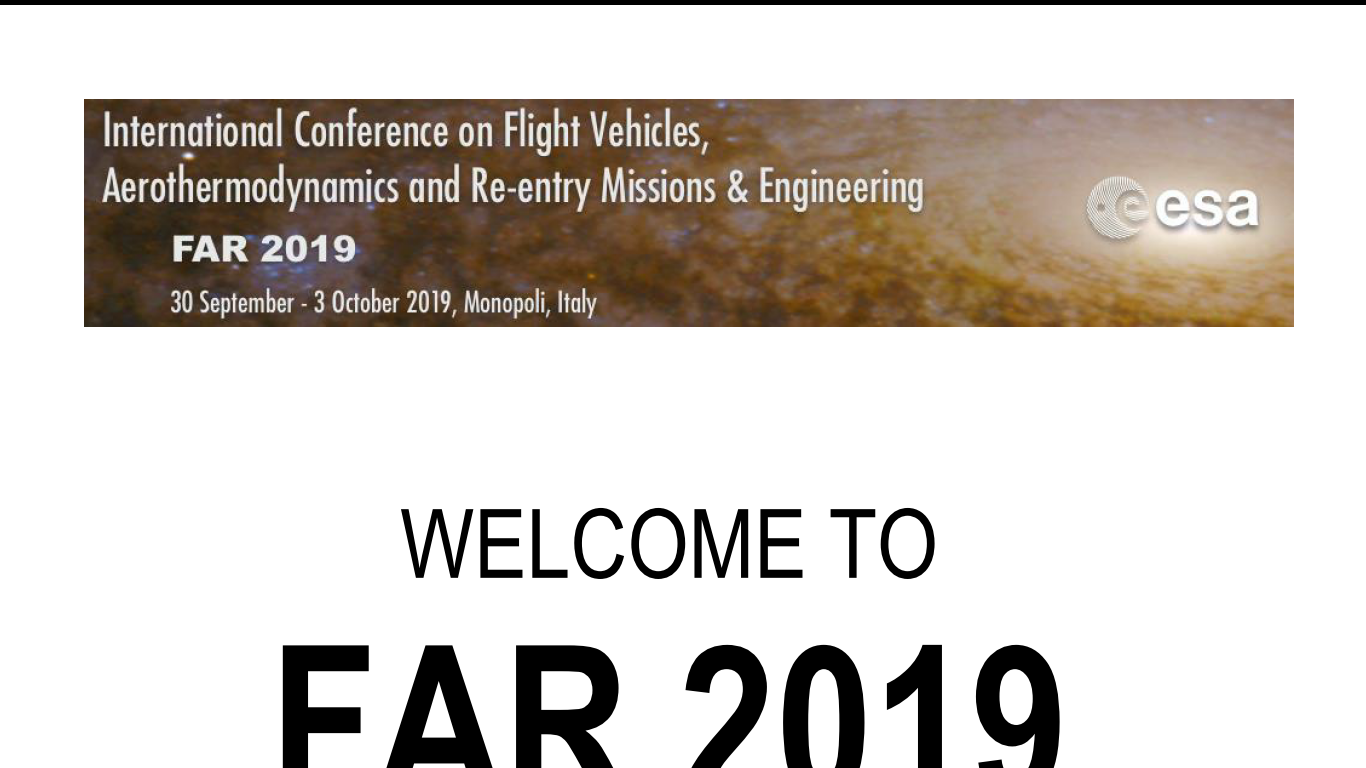 International Conference on Flight Vehicles,
Aerothermodynamics and Re-entry Missions & Engineering
esa
FAR 2019
30 September - 3 October 2019, Monopoli, Italy
WELCOME TO
FAR 2019